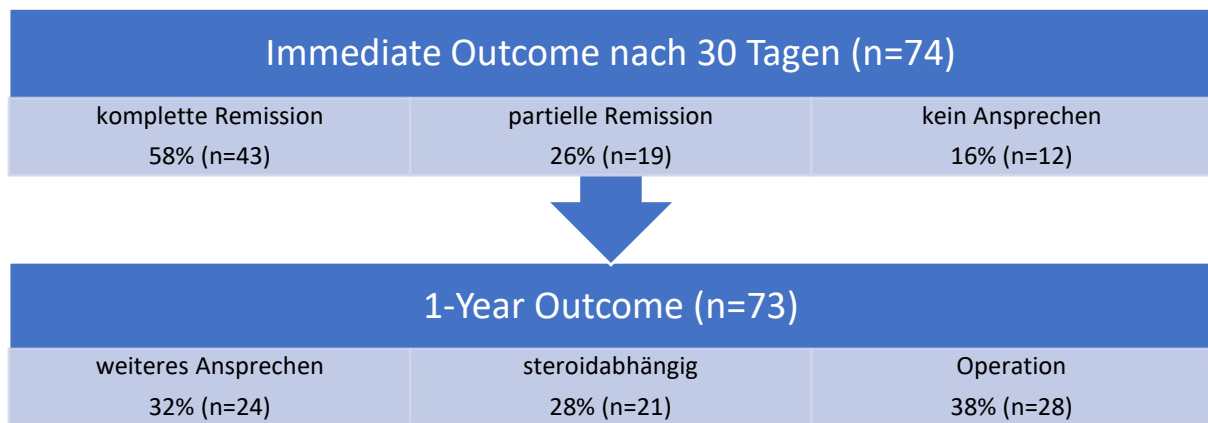 Immediate Outcome nach 30 Tagen (n=74)
komplette Remission
58% (n=43)
partielle Remission
26% (n=19)
kein Ansprechen
16% (n=12)
1-Year Outcome (n=73)
weiteres Ansprechen
32% (n=24)
steroidabhängig
28% (n=21)
Operation
38% (n=28)